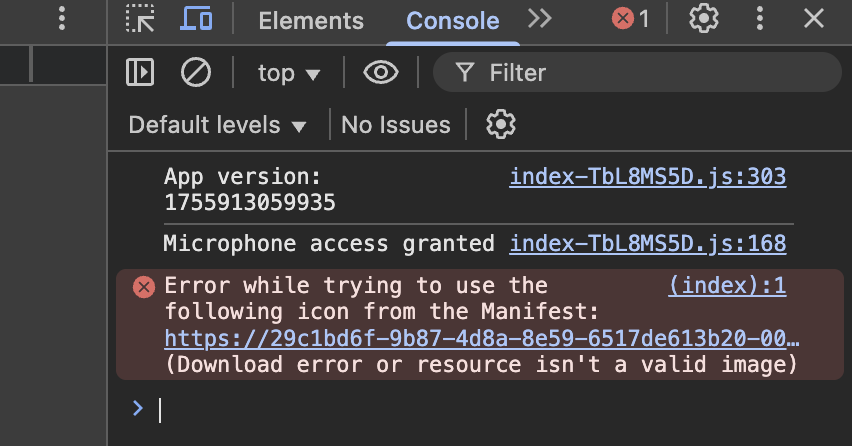 Elements Console 1
top Filter
Default levels No Issues
App version: index-TbL8MS5D.js:303
1755913059935
Microphone access granted index-TbL8MS5D.js:168
Error while trying to use the (index):1
following icon from the Manifest:
https://29c1bd6f-9b87-4d8a-8e59-6517de613b20-00…
(Download error or resource isn't a valid image)